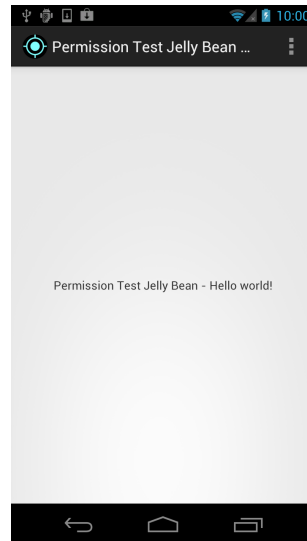 10:00
Permission Test Jelly Bean ...
Permission Test Jelly Bean - Hello world!